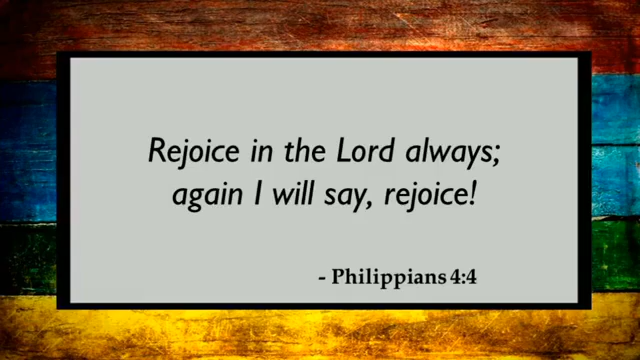 Rejoice in the Lord always;
again I will say, rejoice!
- Philippians 4:4